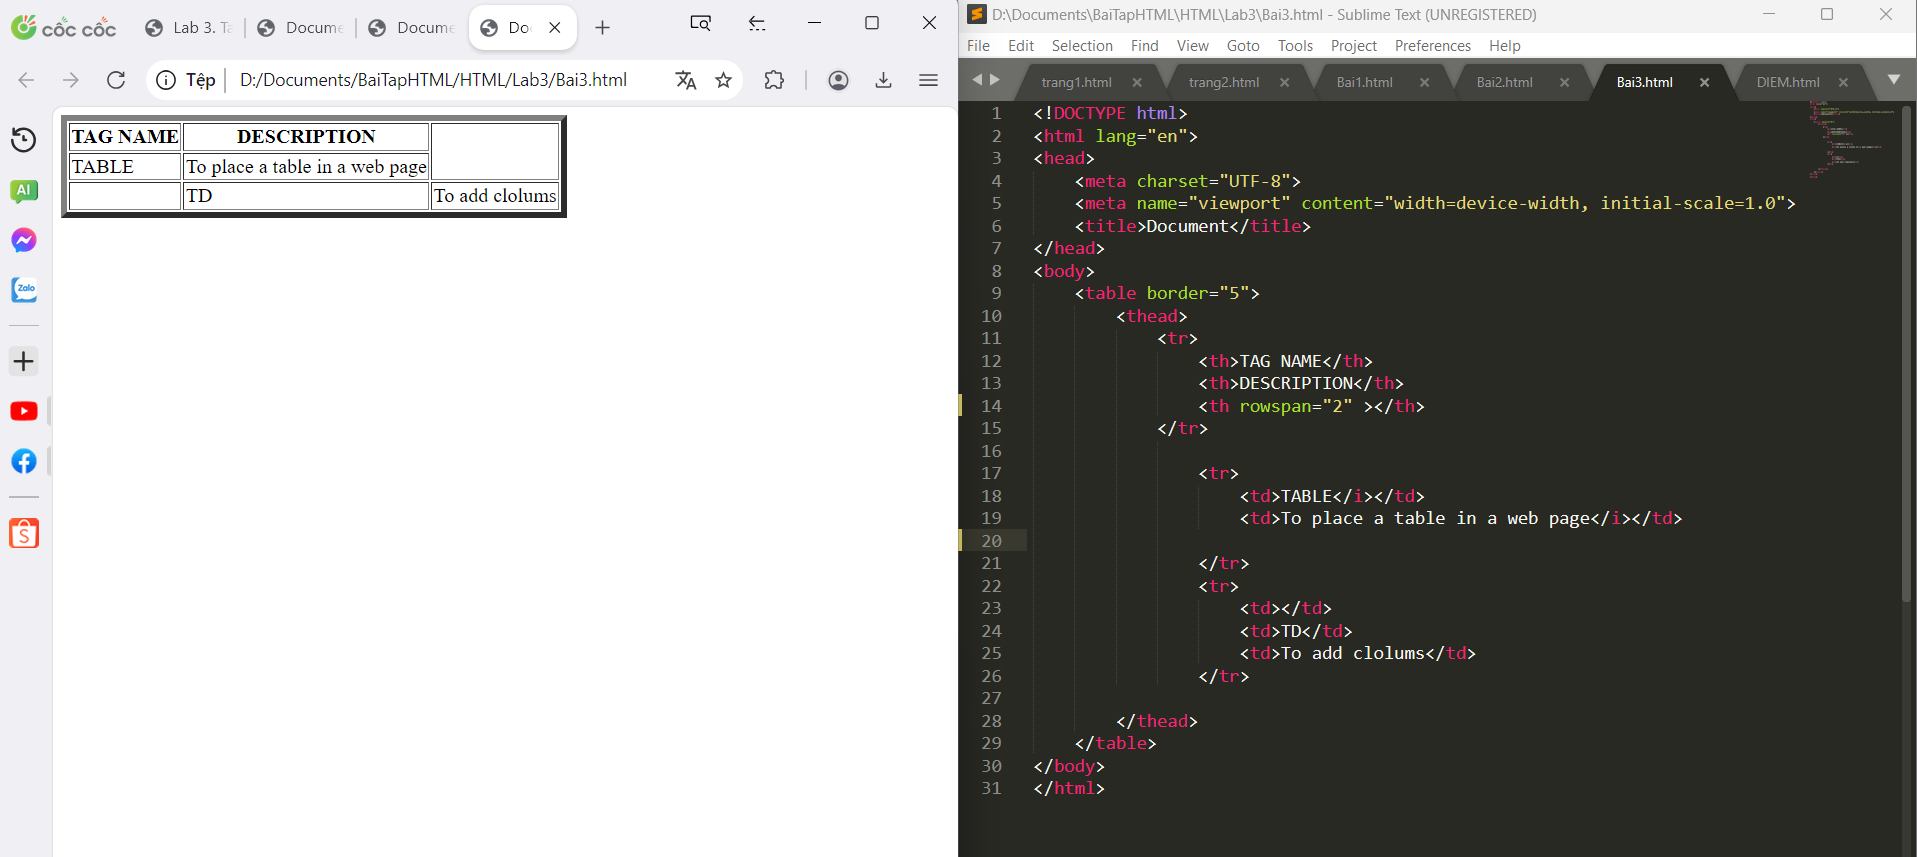 cốc cốc
Lab 3. Ta
Docume
Docume
Do
Tệp
D:/Documents/BaiTapHTML/HTML/Lab3/Bai3.html
AI
Zalo
TAG NAME DESCRIPTION
TABLE To place a table in a web page
TD To add clolums
D:\Documents\BaiTapHTML\HTML\Lab3\Bai3.html - Sublime Text (UNREGISTERED)
File Edit Selection Find View Goto Tools Project Preferences Help
trang1.html trang2.html Bai1.html Bai2.html Bai3.html DIEM.html
1 <!DOCTYPE html>
2 <html lang="en">
3 <head>
4 <meta charset="UTF-8">
5 <meta name="viewport" content="width=device-width, initial-scale=1.0">
6 <title>Document</title>
7 </head>
8 <body>
9 <table border="5">
10 <thead>
11 <tr>
12 <th>TAG NAME</th>
13 <th>DESCRIPTION</th>
14 <th rowspan="2" ></th>
15 </tr>
16
17 <tr>
18 <td>TABLE</i></td>
19 <td>To place a table in a web page</i></td>
20
21 </tr>
22 <tr>
23 <td></td>
24 <td>TD</td>
25 <td>To add clolums</td>
26 </tr>
27
28 </thead>
29 </table>
30 </body>
31 </html>